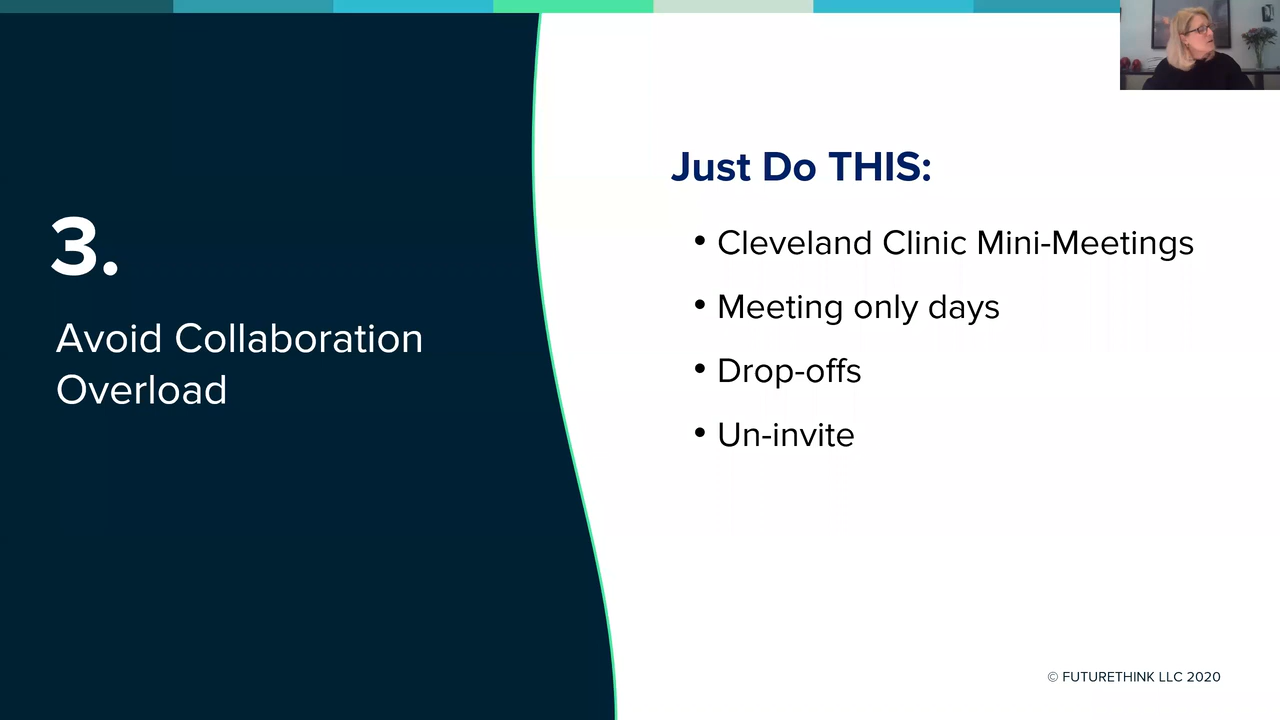 3.
Avoid Collaboration
Overload
Just Do THIS:
• Cleveland Clinic Mini-Meetings
• Meeting only days
• Drop-offs
• Un-invite
© FUTURETHINK LLC 2020